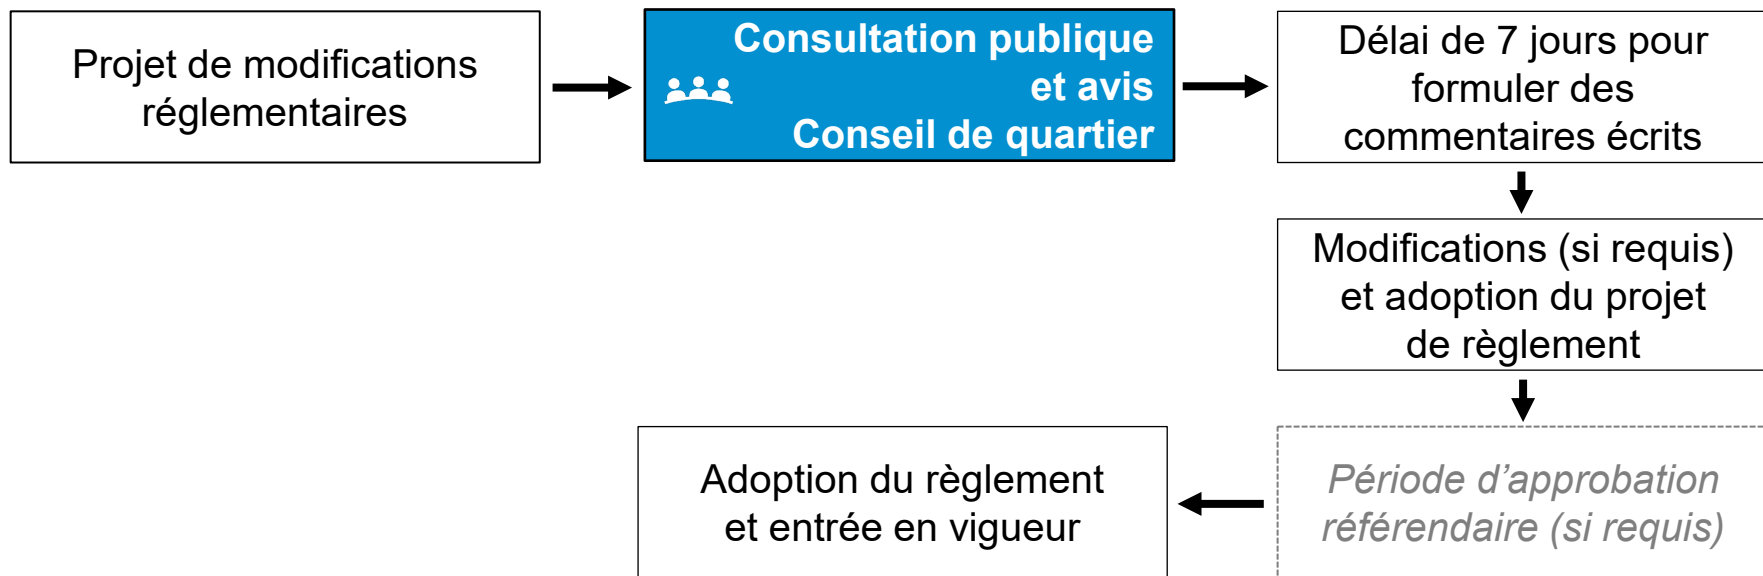 Projet de modifications
réglementaires
Consultation publique
et avis
Conseil de quartier
Délai de 7 jours pour
formuler des
commentaires écrits
Modifications (si requis)
et adoption du projet
de règlement
Période d’approbation
référendaire (si requis)
Adoption du règlement
et entrée en vigueur